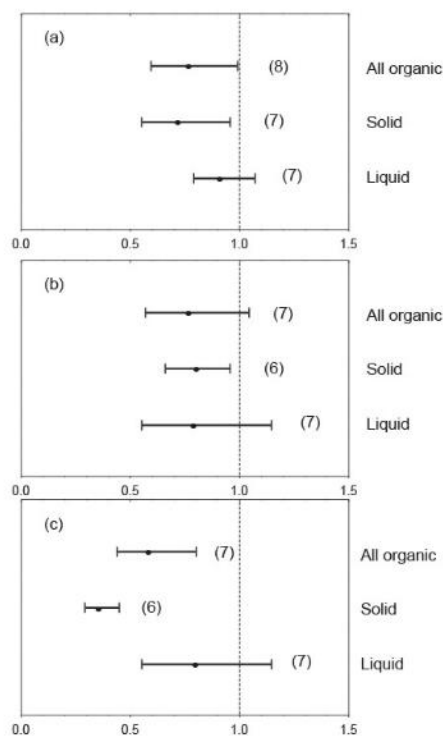 (a)
(8) All organic
(7) Solid
(7) Liquid
0.0 0.5 1.0 1.5
(b)
(7) All organic
(6) Solid
(7) Liquid
0.0 0.5 1.0 1.5
(c)
(7) All organic
(6) Solid
(7) Liquid
0.0 0.5 1.0 1.5